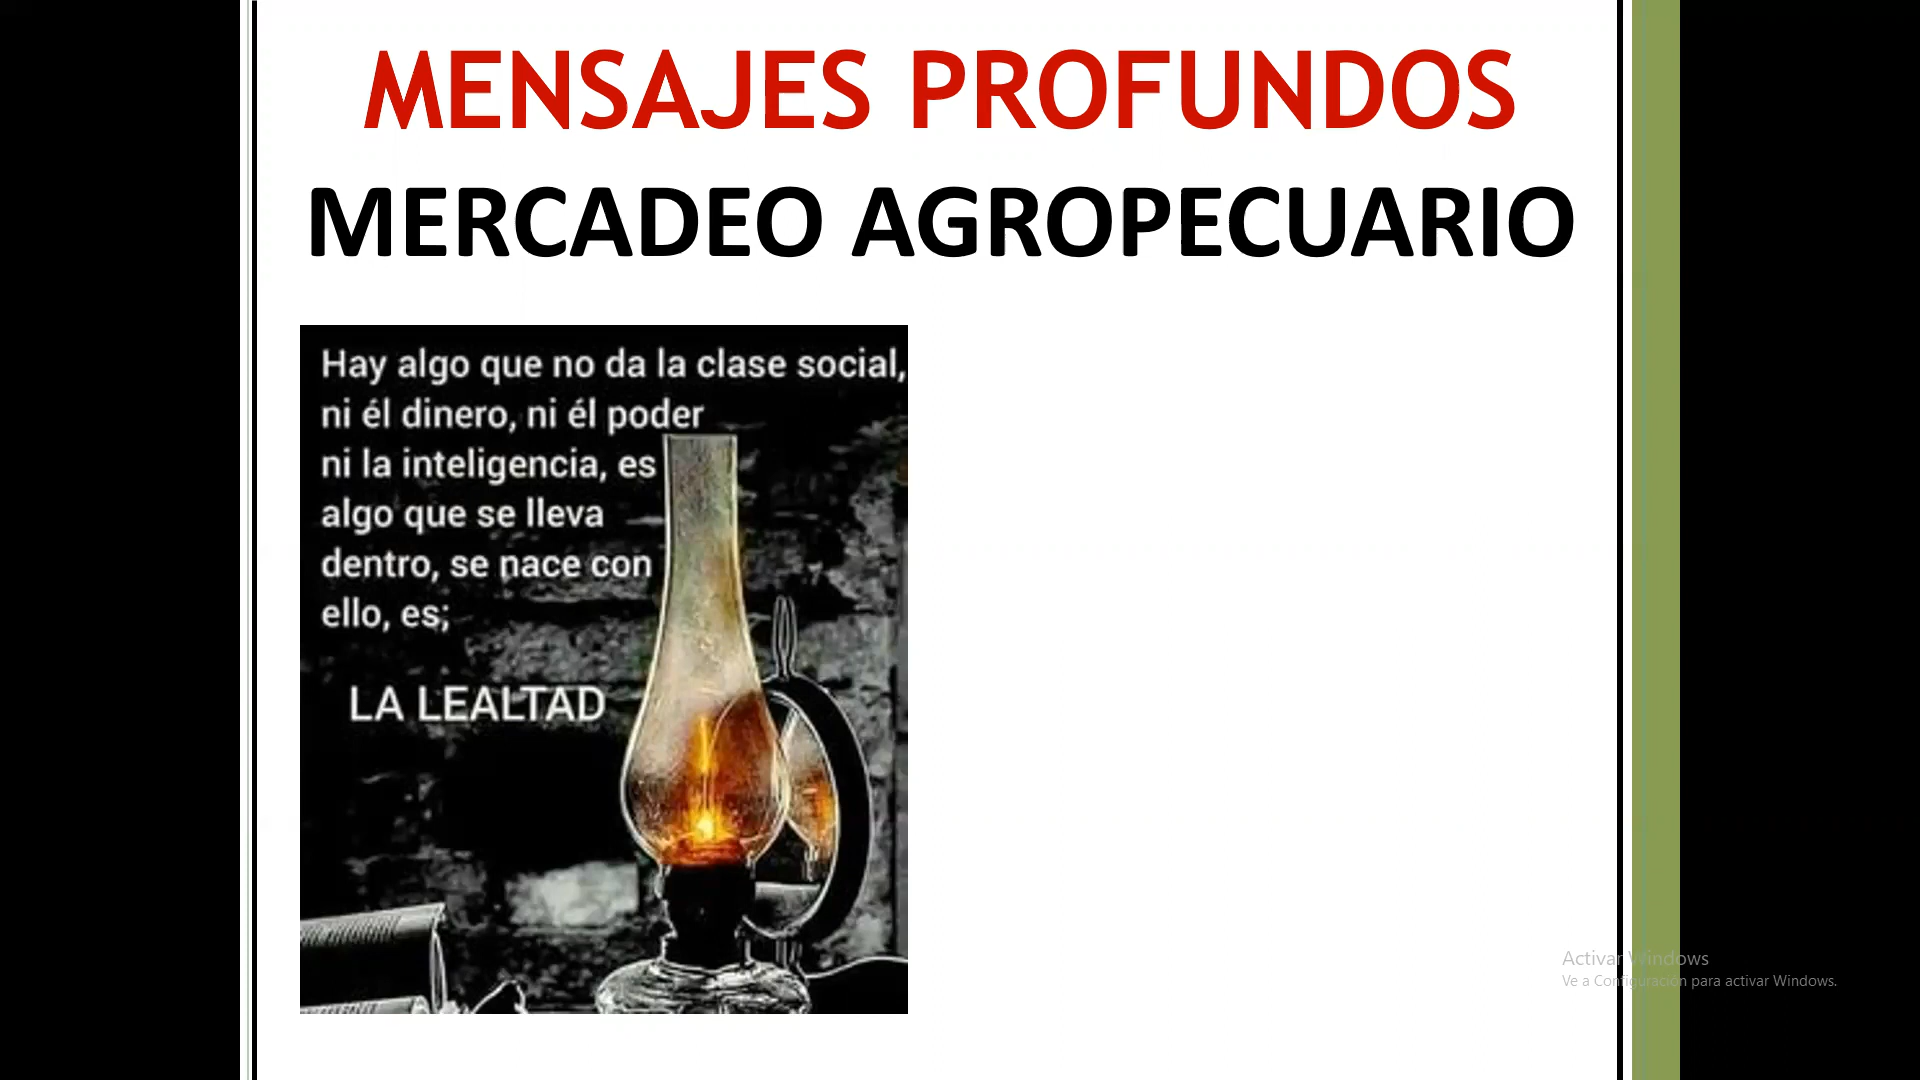 MENSAJES PROFUNDOS
MERCADEO AGROPECUARIO
Hay algo que no da la clase social,
ni él dinero, ni él poder
ni la inteligencia, es
algo que se lleva
dentro, se nace con
ello, es;
LA LEALTAD
Activar Windows
Ve a Configuración para activar Windows.